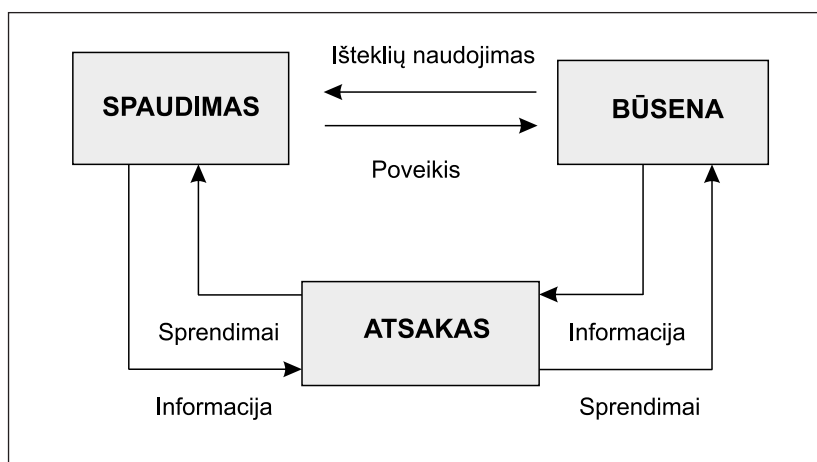 Išteklių naudojimas
SPAUDIMAS
BŪSENA
Poveikis
Sprendimai
ATSAKAS
Informacija
Informacija
Sprendimai